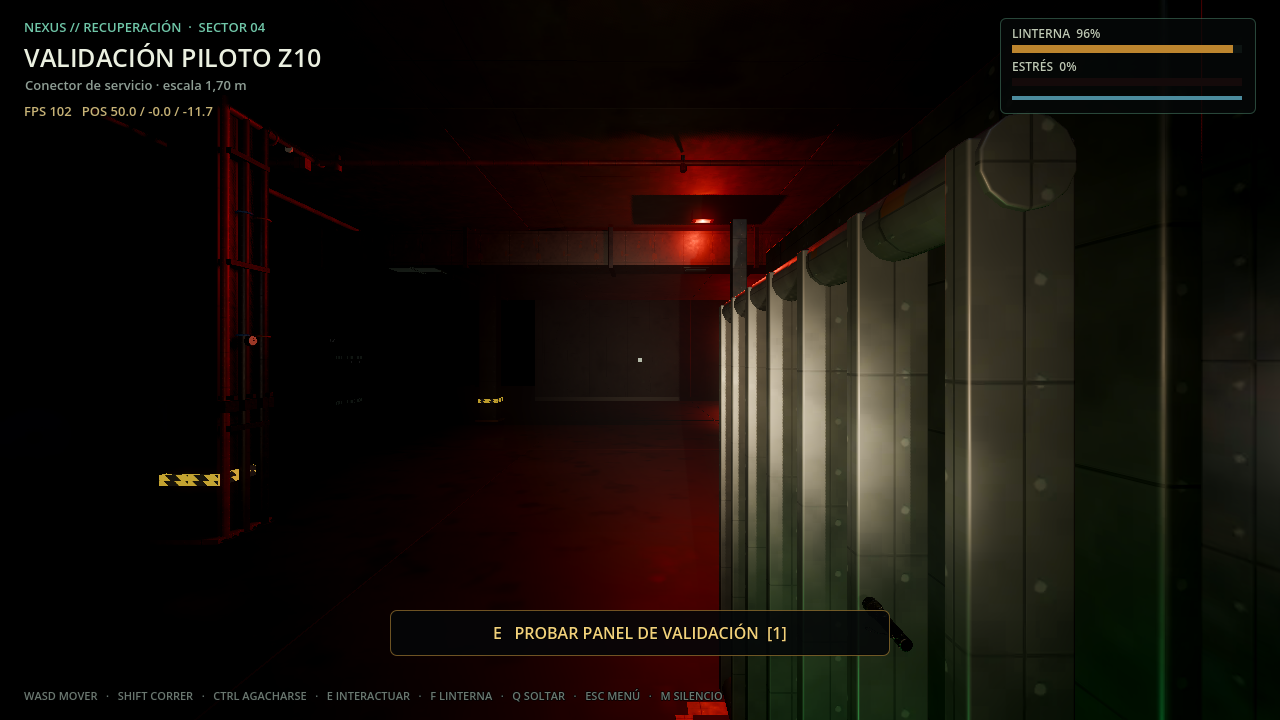 NEXUS // RECUPERACIÓN · SECTOR 04
VALIDACIÓN PILOTO Z10
Conector de servicio · escala 1,70 m
FPS 102 POS 50.0 / -0.0 / -11.7
LINTERNA 96%
ESTRÉS 0%
E PROBAR PANEL DE VALIDACIÓN [1]
WASD MOVER · SHIFT CORRER · CTRL AGACHARSE · E INTERACTUAR · F LINTERNA · Q SOLTAR · ESC MENÚ · M SILENCIO